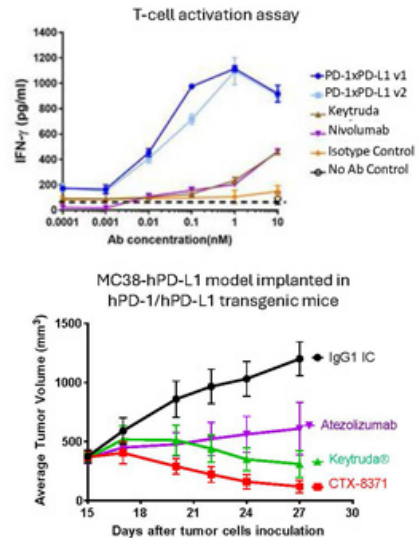 T-cell activation assay
IFN-γ (pg/ml)
1400
1200
1000
800
600
400
200
0
0.0001
0.001
0.01
0.1
1
10
Ab concentration(nM)
PD-1xPD-L1 v1
PD-1xPD-L1 v2
Keytruda
Nivolumab
Isotype Control
No Ab Control
MC38-hPD-L1 model implanted in
hPD-1/hPD-L1 transgenic mice
Average Tumor Volume (mm³)
1500
1000
500
0
15
18
21
24
27
30
Days after tumor cells inoculation
IgG1 IC
Atezolizumab
Keytruda®
CTX-8371